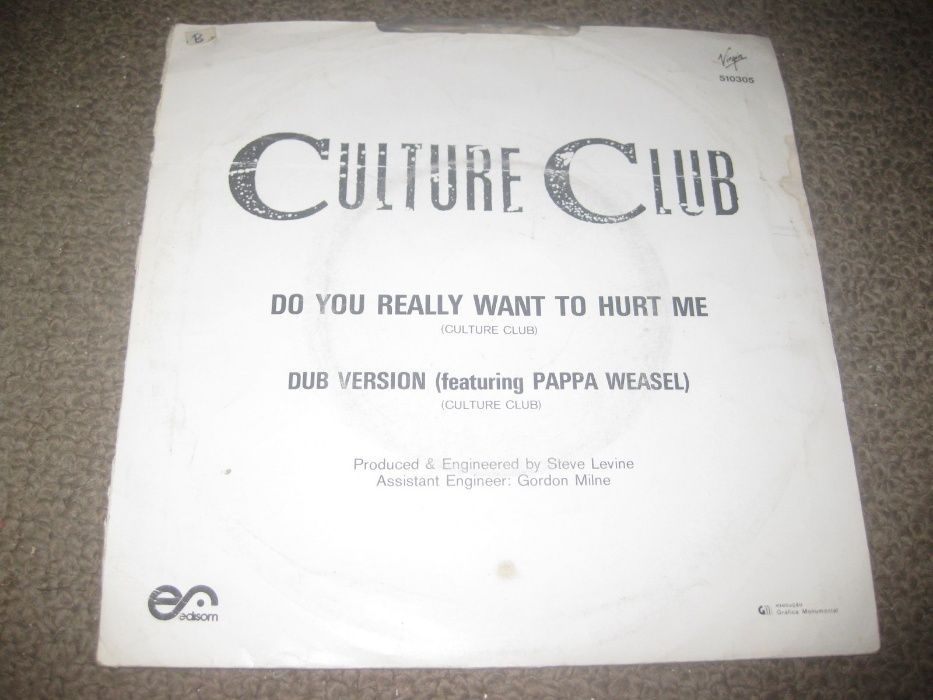 B
Virgin
510305
CULTURE CLUB
DO YOU REALLY WANT TO HURT ME
(CULTURE CLUB)
DUB VERSION (featuring PAPPA WEASEL)
(CULTURE CLUB)
Produced & Engineered by Steve Levine
Assistant Engineer: Gordon Milne
edisom
execução
Gráfica Monumental